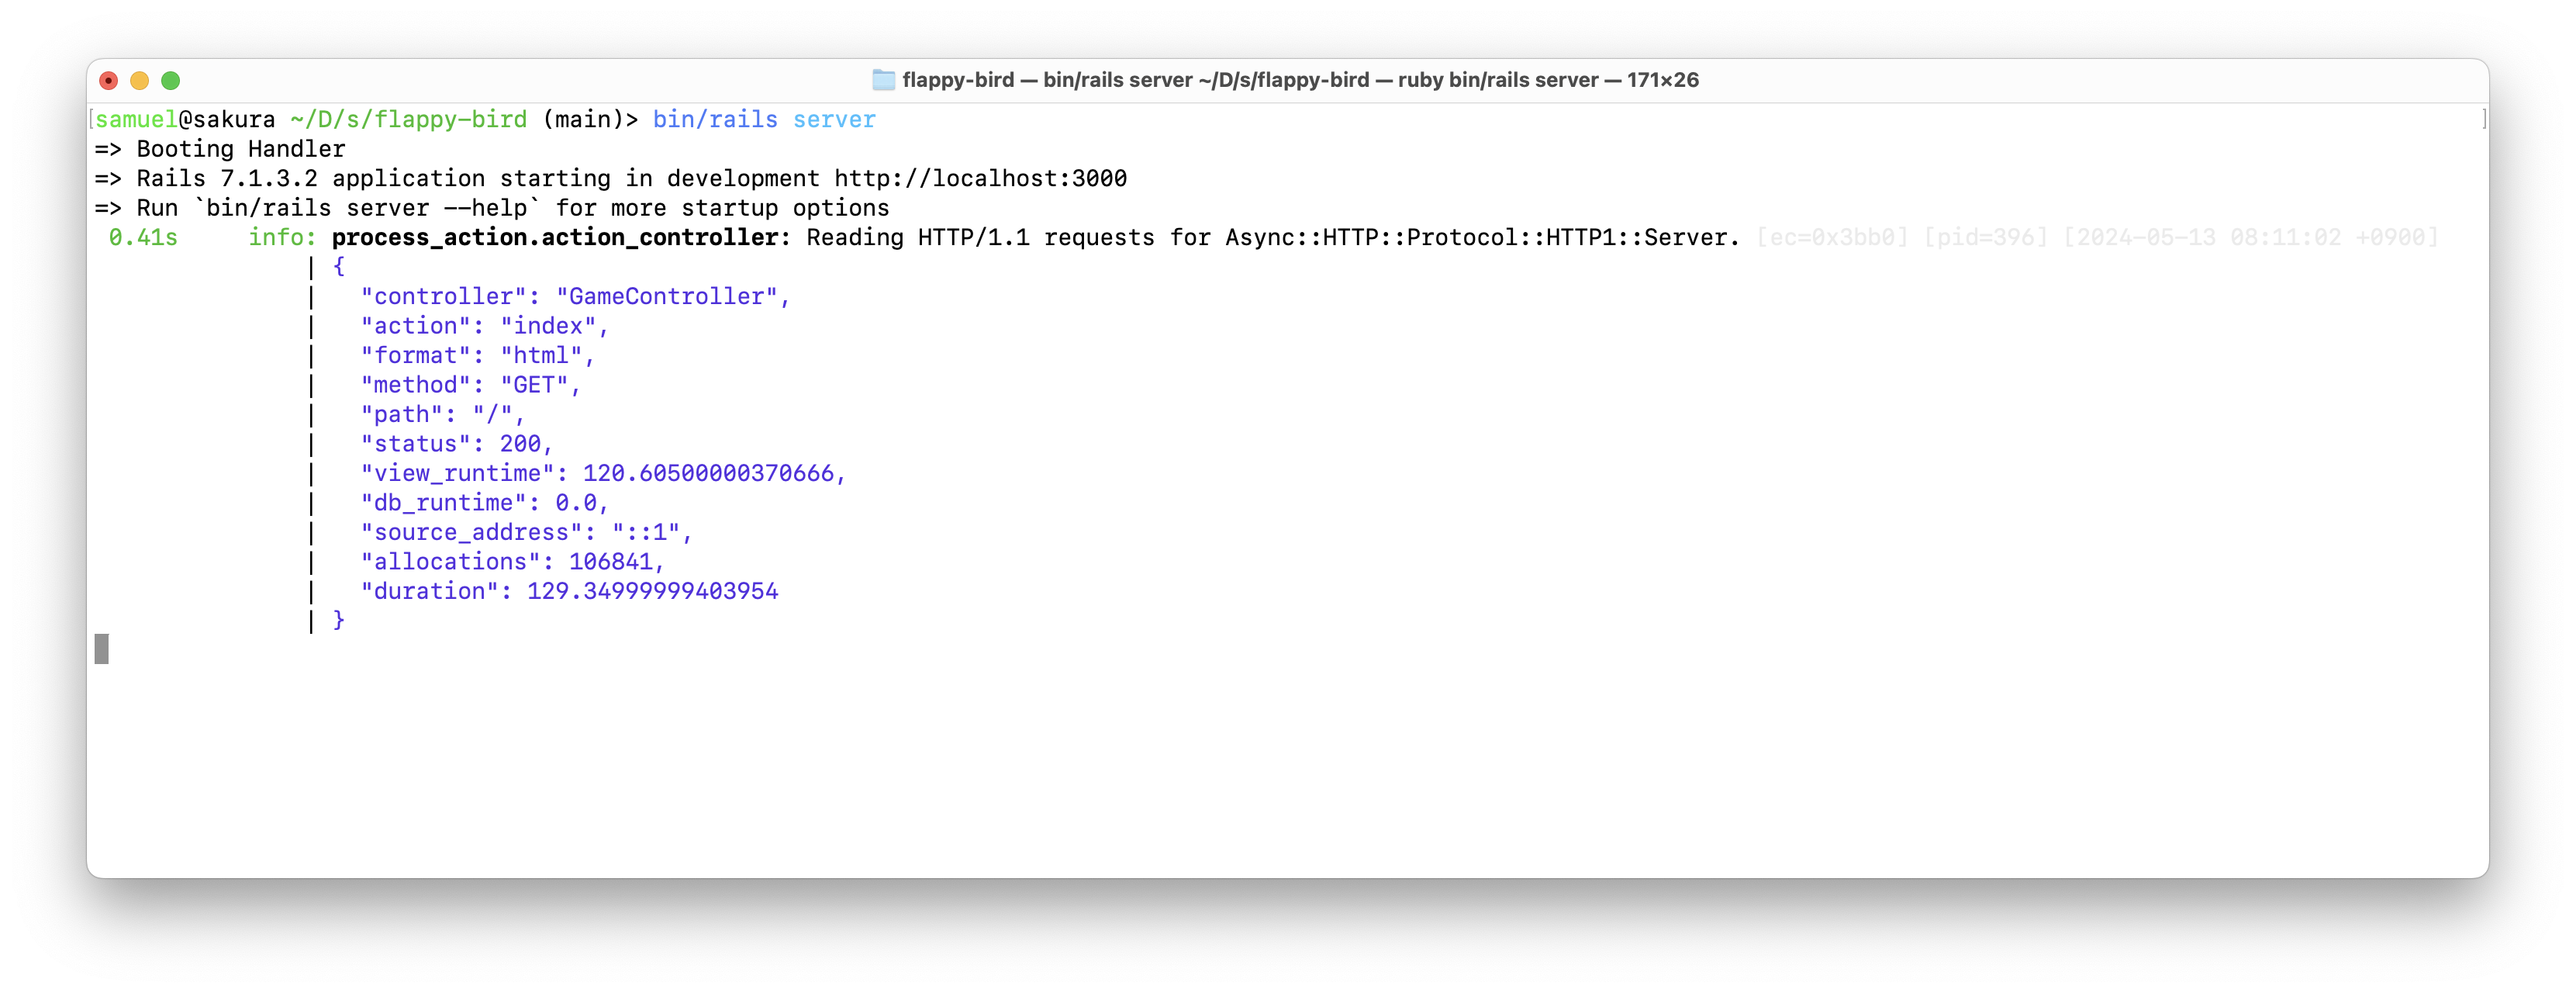 flappy-bird — bin/rails server ~/D/s/flappy-bird — ruby bin/rails server — 171×26
[samuel@sakura ~/D/s/flappy-bird (main)> bin/rails server ]
=> Booting Handler
=> Rails 7.1.3.2 application starting in development http://localhost:3000
=> Run `bin/rails server --help` for more startup options
 0.41s     info: process_action.action_controller: Reading HTTP/1.1 requests for Async::HTTP::Protocol::HTTP1::Server. [ec=0x3bb0] [pid=396] [2024-05-13 08:11:02 +0900]
               | {
               |   "controller": "GameController",
               |   "action": "index",
               |   "format": "html",
               |   "method": "GET",
               |   "path": "/",
               |   "status": 200,
               |   "view_runtime": 120.60500000370666,
               |   "db_runtime": 0.0,
               |   "source_address": "::1",
               |   "allocations": 106841,
               |   "duration": 129.34999999403954
               | }